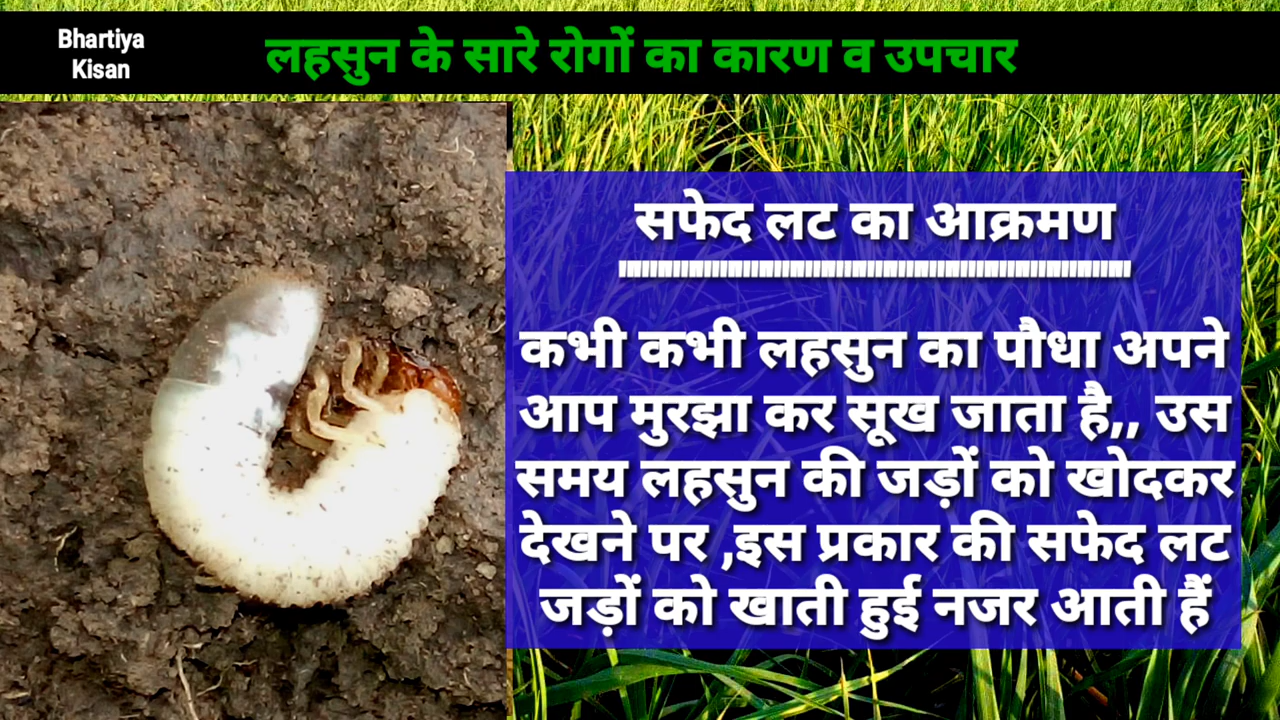 Bhartiya
Kisan
लहसुन के सारे रोगों का कारण व उपचार
सफेद लट का आक्रमण
कभी कभी लहसुन का पौधा अपने
आप मुरझा कर सूख जाता है,, उस
समय लहसुन की जड़ों को खोदकर
देखने पर ,इस प्रकार की सफेद लट
जड़ों को खाती हुई नजर आती हैं